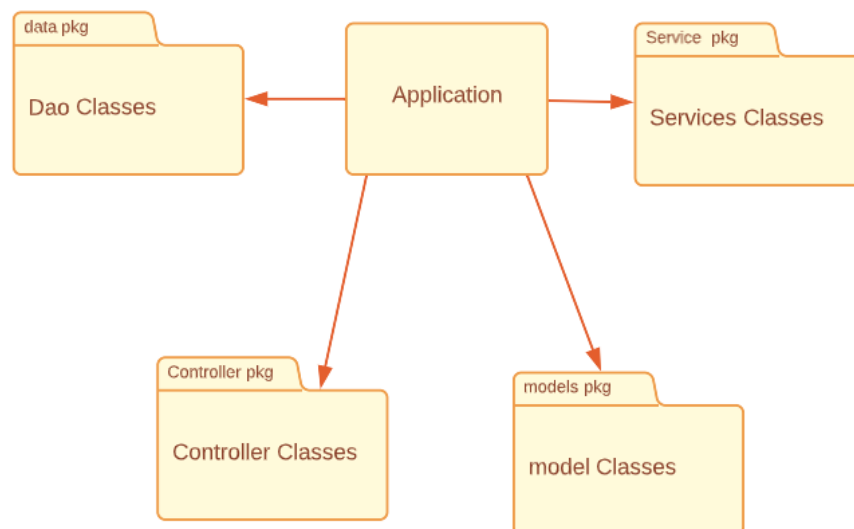 data pkg
Dao Classes
Application
Service pkg
Services Classes
Controller pkg
Controller Classes
models pkg
model Classes